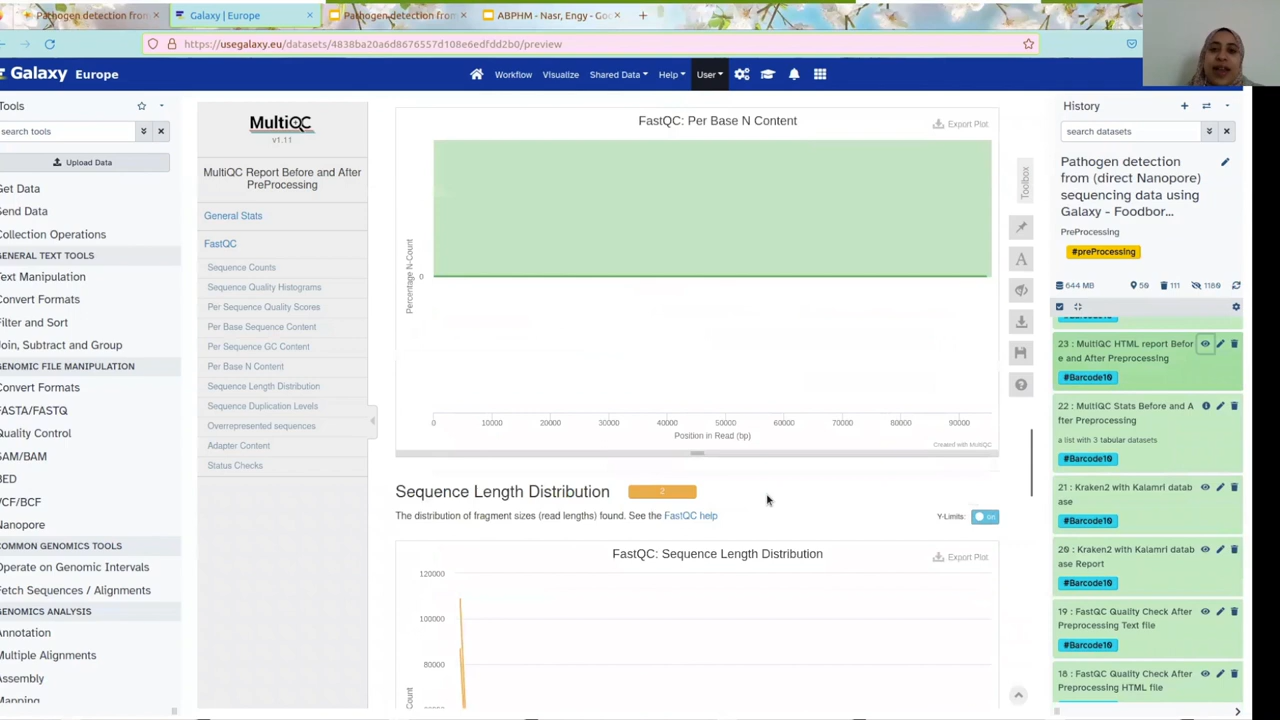 Pathogen detection from
Galaxy | Europe
Pathogen detection from
ABPHM - Nasr, Engy - Goo
https://usegalaxy.eu/datasets/4838ba20a6d8676557d108e6edfdd2b0/preview
Galaxy Europe
Workflow
Visualize
Shared Data
Help
User
Tools
search tools
Upload Data
Get Data
Send Data
Collection Operations
GENERAL TEXT TOOLS
Text Manipulation
Convert Formats
Filter and Sort
Join, Subtract and Group
GENOMIC FILE MANIPULATION
Convert Formats
FASTA/FASTQ
Quality Control
SAM/BAM
BED
VCF/BCF
Nanopore
COMMON GENOMICS TOOLS
Operate on Genomic Intervals
Fetch Sequences / Alignments
GENOMICS ANALYSIS
Annotation
Multiple Alignments
Assembly
Mapping
MultiQC
v1.11
MultiQC Report Before and After
PreProcessing
General Stats
FastQC
Sequence Counts
Sequence Quality Histograms
Per Sequence Quality Scores
Per Base Sequence Content
Per Sequence GC Content
Per Base N Content
Sequence Length Distribution
Sequence Duplication Levels
Overrepresented sequences
Adapter Content
Status Checks
FastQC: Per Base N Content
Export Plot
Percentage N-Count
0
0 10000 20000 30000 40000 50000 60000 70000 80000 90000
Position in Read (bp)
Created with MultiQC
Sequence Length Distribution 2
The distribution of fragment sizes (read lengths) found. See the FastQC help
Y-Limits: on
FastQC: Sequence Length Distribution
Export Plot
120000
100000
80000
Count
Toolbox
A
History
search datasets
Pathogen detection
from (direct Nanopore)
sequencing data using
Galaxy - Foodbor...
PreProcessing
#preProcessing
644 MB 50 111 1180
#Barcode10
23 : MultiQC HTML report Befor
e and After Preprocessing
#Barcode10
22 : MultiQC Stats Before and A
fter Preprocessing
a list with 3 tabular datasets
#Barcode10
21 : Kraken2 with Kalamri datab
ase
#Barcode10
20 : Kraken2 with Kalamri datab
ase Report
#Barcode10
19 : FastQC Quality Check After
Preprocessing Text file
#Barcode10
18 : FastQC Quality Check After
Preprocessing HTML file